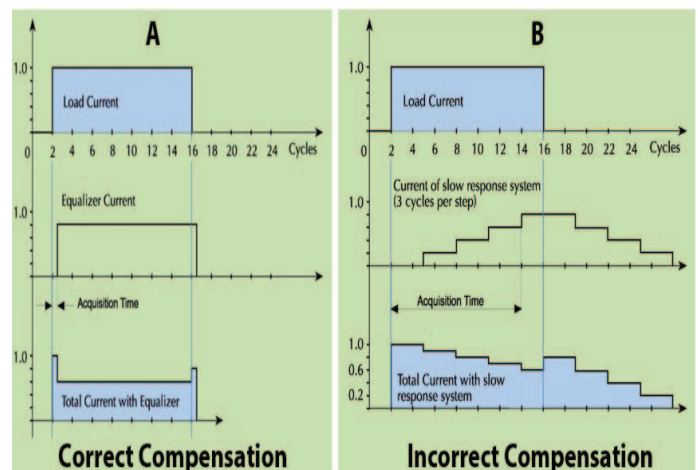 A
1.0
Load Current
0 2 4 6 8 10 12 14 16 18 20 22 24 Cycles
Equalizer Current
1.0
Acquisition Time
1.0
Total Current with Equalizer
Correct Compensation
B
1.0
Load Current
0 2 4 6 8 10 12 14 16 18 20 22 24 Cycles
Current of slow response system
(3 cycles per step)
1.0
Acquisition Time
1.0
0.6
0.2
Total Current with slow
response system
Incorrect Compensation